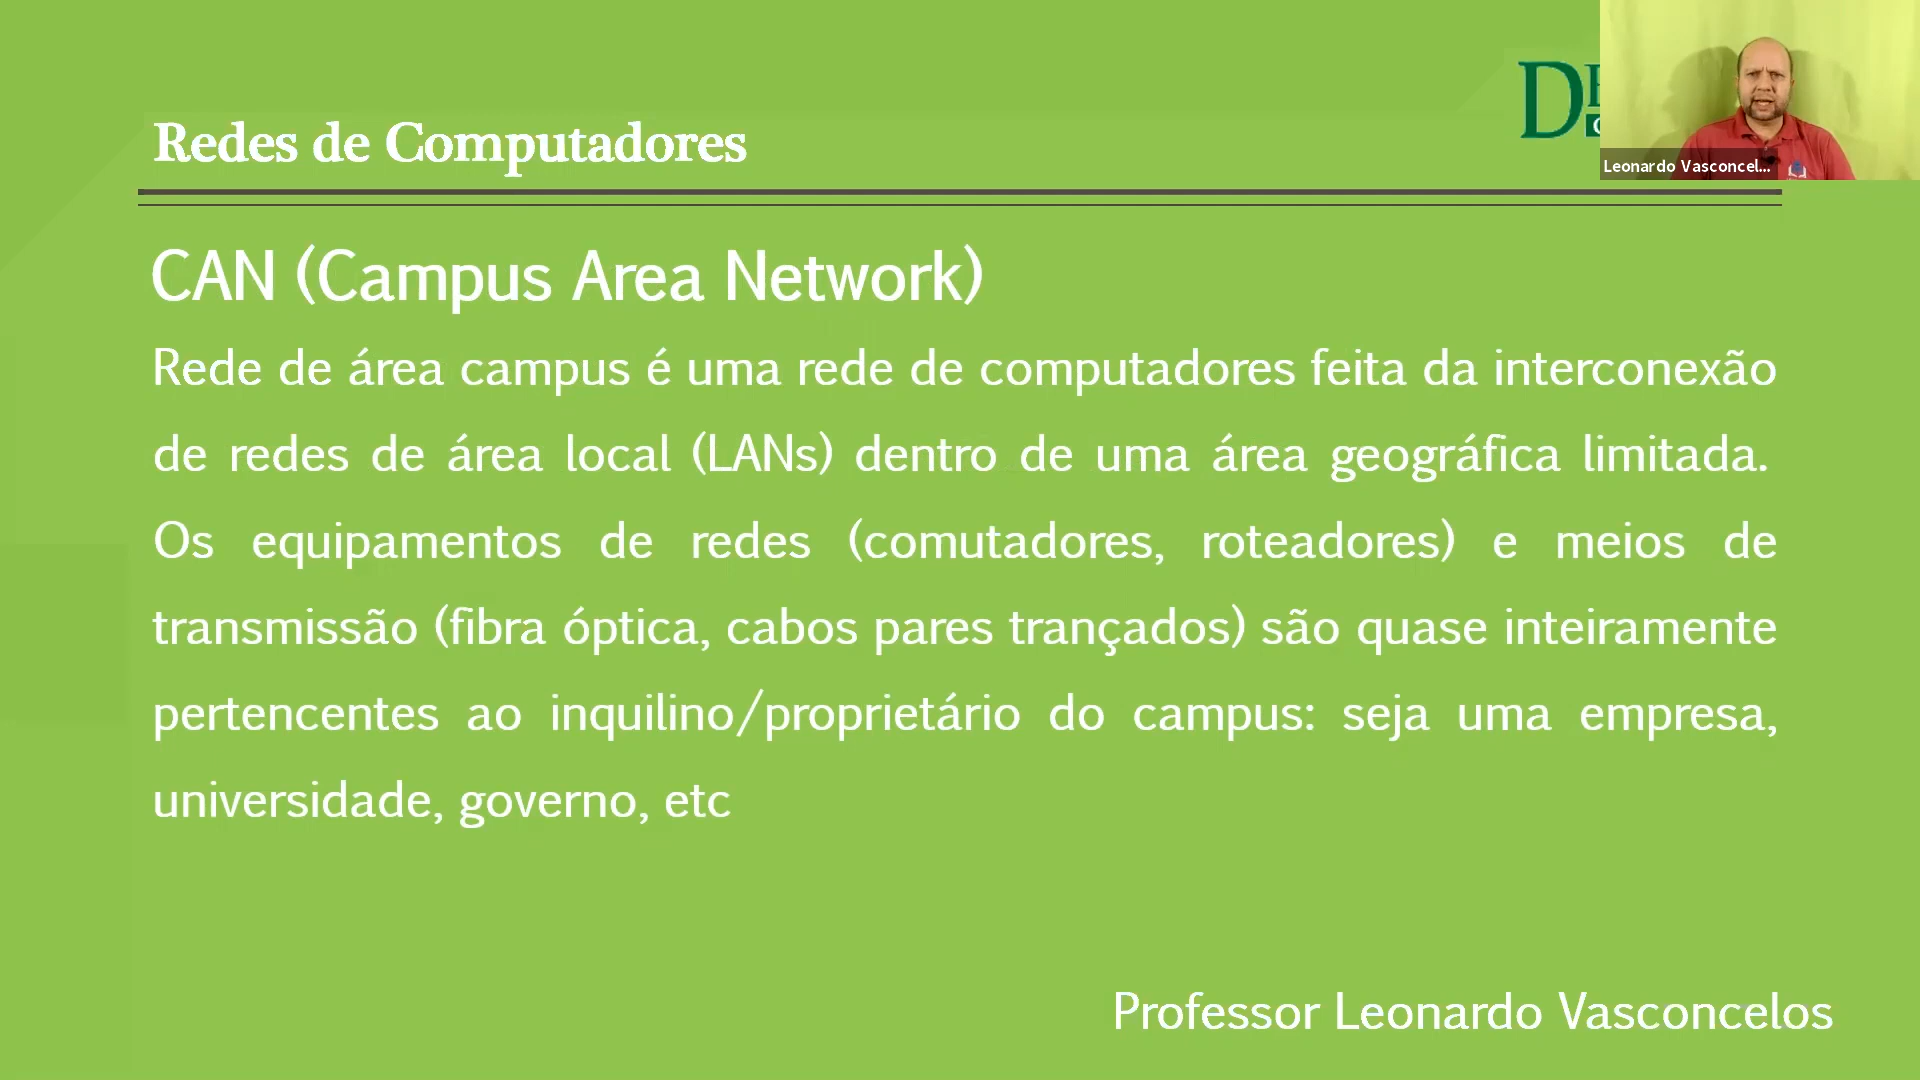 Redes de Computadores
Leonardo Vasconcel...
CAN (Campus Area Network)
Rede de área campus é uma rede de computadores feita da interconexão
de redes de área local (LANs) dentro de uma área geográfica limitada.
Os equipamentos de redes (comutadores, roteadores) e meios de
transmissão (fibra óptica, cabos pares trançados) são quase inteiramente
pertencentes ao inquilino/proprietário do campus: seja uma empresa,
universidade, governo, etc
Professor Leonardo Vasconcelos